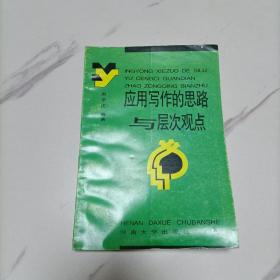 YINGYONG XIEZUO DE SILU
YU CENGCI GUANDIAN
ZHAO ZONGQING BIANZHU
应用写作的思路
与层次观点
HENAN DAXUE CHUBANSHE
河南大学出版社